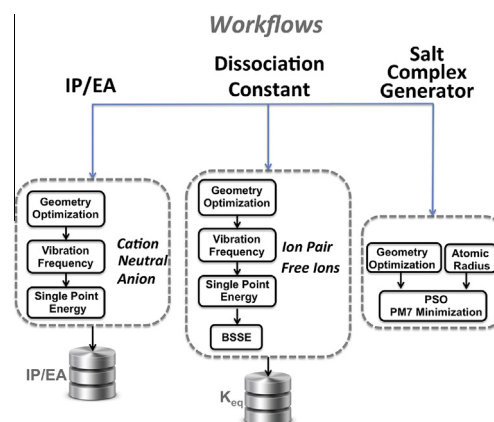 Workflows
IP/EA
Dissociation
Constant
Salt
Complex
Generator
Geometry
Optimization
Vibration
Frequency
Single Point
Energy
Cation
Neutral
Anion
IP/EA
Geometry
Optimization
Vibration
Frequency
Single Point
Energy
BSSE
Ion Pair
Free Ions
Keq
Geometry
Optimization
Atomic
Radius
PSO
PM7 Minimization